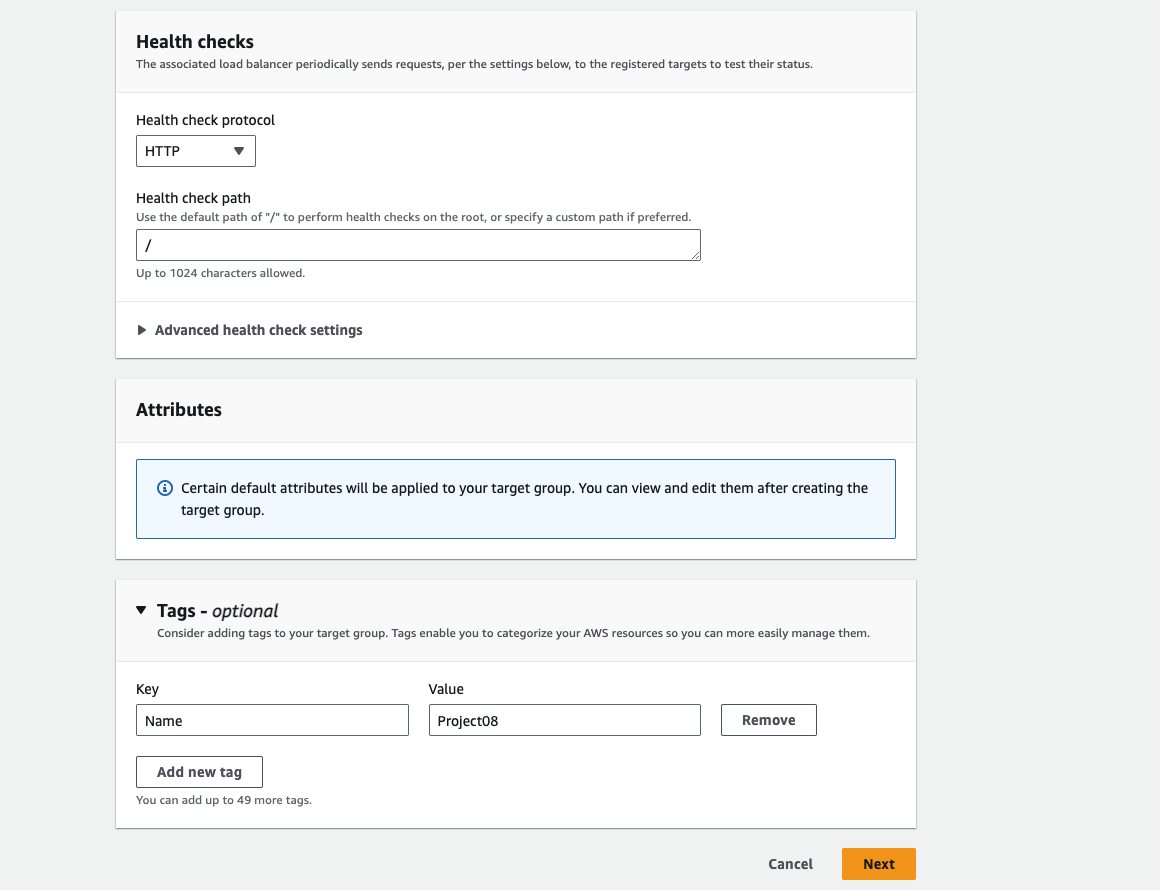 Health checks
The associated load balancer periodically sends requests, per the settings below, to the registered targets to test their status.
Health check protocol
HTTP
Health check path
Use the default path of "/" to perform health checks on the root, or specify a custom path if preferred.
/
Up to 1024 characters allowed.
Advanced health check settings
Attributes
Certain default attributes will be applied to your target group. You can view and edit them after creating the
target group.
Tags - optional
Consider adding tags to your target group. Tags enable you to categorize your AWS resources so you can more easily manage them.
Key Value
Name Project08 Remove
Add new tag
You can add up to 49 more tags.
Cancel Next